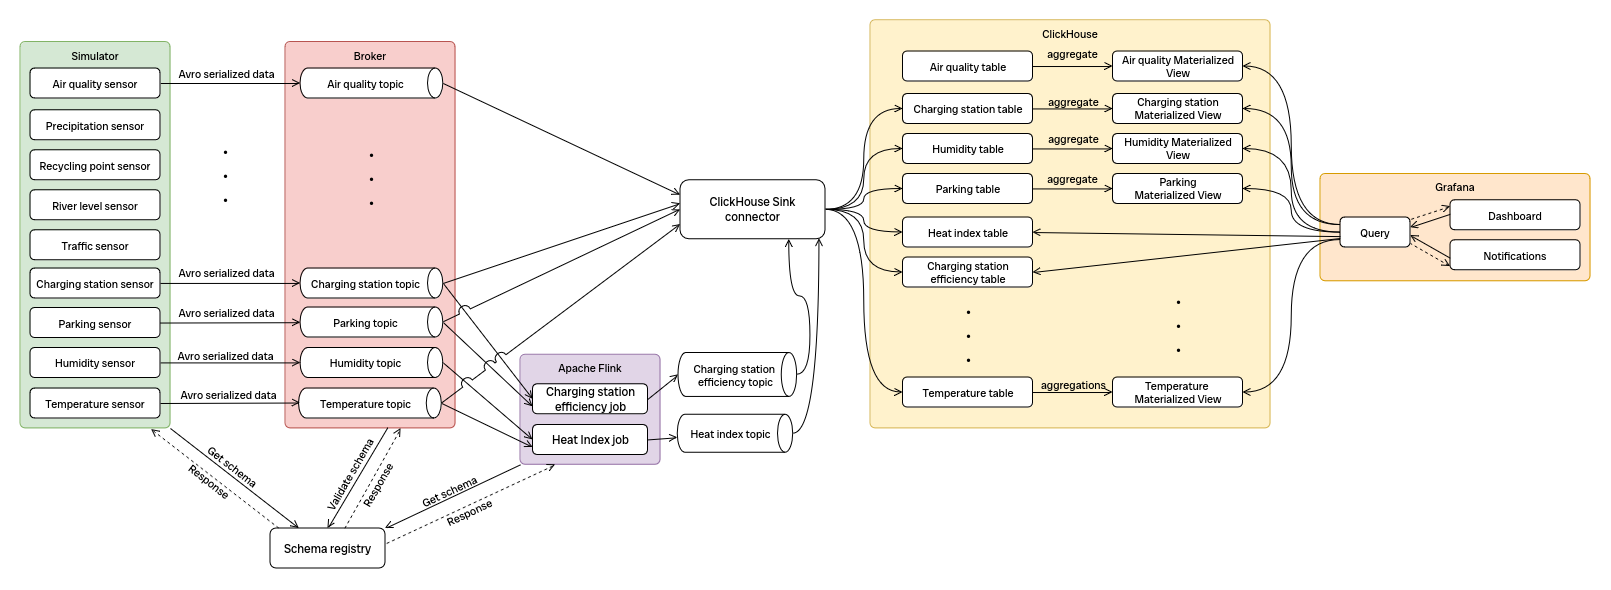 Simulator
Air quality sensor
Precipitation sensor
Recycling point sensor
River level sensor
Traffic sensor
Charging station sensor
Parking sensor
Humidity sensor
Temperature sensor
Avro serialized data
Avro serialized data
Avro serialized data
Avro serialized data
Avro serialized data
Broker
Air quality topic
Charging station topic
Parking topic
Humidity topic
Temperature topic
Get schema
Response
Validate schema
Response
Get schema
Response
Schema registry
Apache Flink
Charging station
efficiency job
Heat Index job
Charging station
efficiency topic
Heat index topic
ClickHouse Sink
connector
ClickHouse
Air quality table
aggregate
Air quality Materialized
View
Charging station table
aggregate
Charging station
Materialized View
Humidity table
aggregate
Humidity Materialized
View
Parking table
aggregate
Parking
Materialized View
Heat index table
Charging station
efficiency table
Temperature table
aggregations
Temperature
Materialized View
Grafana
Query
Dashboard
Notifications